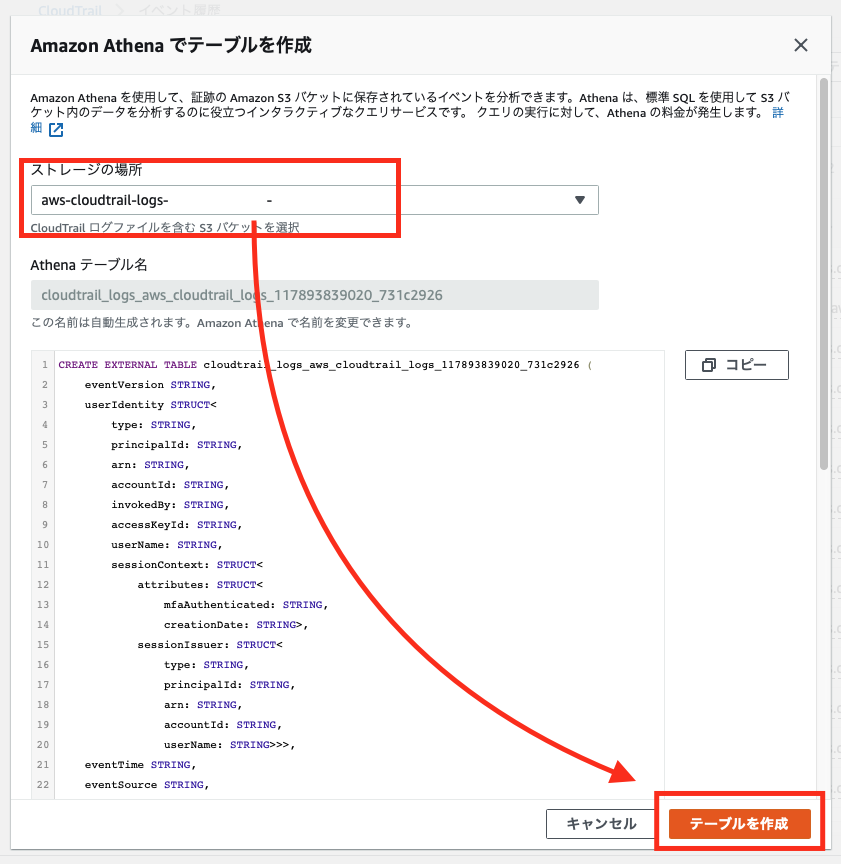 CloudTrail > イベント履歴
Amazon Athena でテーブルを作成
Amazon Athena を使用して、証跡の Amazon S3 バケットに保存されているイベントを分析できます。Athena は、標準 SQL を使用して S3 バ
ケット内のデータを分析するのに役立つインタラクティブなクエリサービスです。 クエリの実行に対して、Athena の料金が発生します。 詳
細
ストレージの場所
aws-cloudtrail-logs- -
CloudTrail ログファイルを含む S3 バケットを選択
Athena テーブル名
cloudtrail_logs_aws_cloudtrail_logs_117893839020_731c2926
この名前は自動生成されます。Amazon Athena で名前を変更できます。
コピー
1 CREATE EXTERNAL TABLE cloudtrail_logs_aws_cloudtrail_logs_117893839020_731c2926 (
2 eventVersion STRING,
3 userIdentity STRUCT<
4 type: STRING,
5 principalId: STRING,
6 arn: STRING,
7 accountId: STRING,
8 invokedBy: STRING,
9 accessKeyId: STRING,
10 userName: STRING,
11 sessionContext: STRUCT<
12 attributes: STRUCT<
13 mfaAuthenticated: STRING,
14 creationDate: STRING>,
15 sessionIssuer: STRUCT<
16 type: STRING,
17 principalId: STRING,
18 arn: STRING,
19 accountId: STRING,
20 userName: STRING>>>,
21 eventTime STRING,
22 eventSource STRING,
キャンセル
テーブルを作成